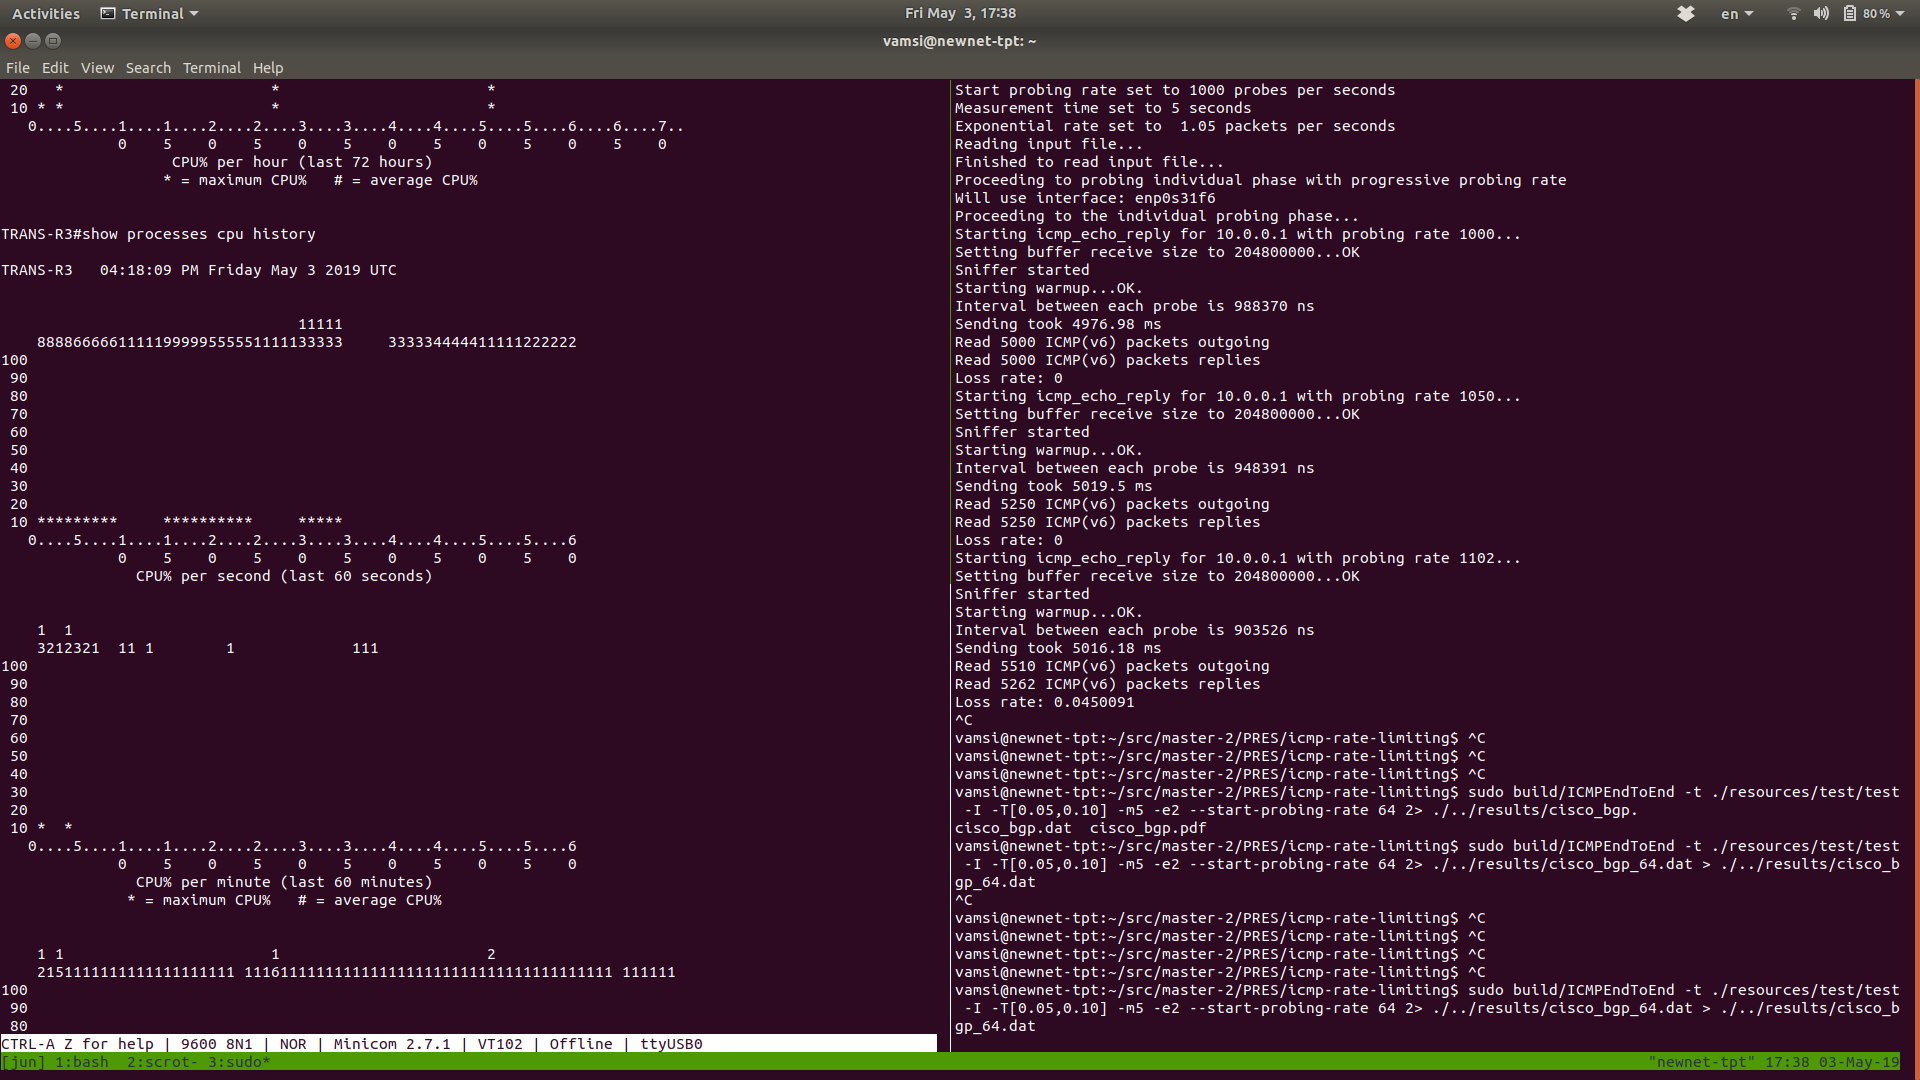 Activities Terminal Fri May 3, 17:38 en 80 %
vamsi@newnet-tpt: ~
File Edit View Search Terminal Help
 20   *                       *                       *
 10 * *                       *                       *
   0....5....1....1....2....2....3....3....4....4....5....5....6....6....7..
             0    5    0    5    0    5    0    5    0    5    0    5    0
                   CPU% per hour (last 72 hours)
                  * = maximum CPU%   # = average CPU%
TRANS-R3#show processes cpu history
TRANS-R3   04:18:09 PM Friday May 3 2019 UTC
                                 11111
    888866666111119999955555111113333​3     333334444411111222222
100
 90
 80
 70
 60
 50
 40
 30
 20
 10 *********     **********     *****
   0....5....1....1....2....2....3....3....4....4....5....5....6
             0    5    0    5    0    5    0    5    0    5    0
               CPU% per second (last 60 seconds)
    1  1
    3212321  11 1        1             111
100
 90
 80
 70
 60
 50
 40
 30
 20
 10 *  *
   0....5....1....1....2....2....3....3....4....4....5....5....6
             0    5    0    5    0    5    0    5    0    5    0
               CPU% per minute (last 60 minutes)
              * = maximum CPU%   # = average CPU%
    1 1                       1                       2
    2151111111111111111111 11161111111111111111111111111111111111111 111111
100
 90
 80
CTRL-A Z for help | 9600 8N1 | NOR | Minicom 2.7.1 | VT102 | Offline | ttyUSB0
Start probing rate set to 1000 probes per seconds
Measurement time set to 5 seconds
Exponential rate set to  1.05 packets per seconds
Reading input file...
Finished to read input file...
Proceeding to probing individual phase with progressive probing rate
Will use interface: enp0s31f6
Proceeding to the individual probing phase...
Starting icmp_echo_reply for 10.0.0.1 with probing rate 1000...
Setting buffer receive size to 204800000...OK
Sniffer started
Starting warmup...OK.
Interval between each probe is 988370 ns
Sending took 4976.98 ms
Read 5000 ICMP(v6) packets outgoing
Read 5000 ICMP(v6) packets replies
Loss rate: 0
Starting icmp_echo_reply for 10.0.0.1 with probing rate 1050...
Setting buffer receive size to 204800000...OK
Sniffer started
Starting warmup...OK.
Interval between each probe is 948391 ns
Sending took 5019.5 ms
Read 5250 ICMP(v6) packets outgoing
Read 5250 ICMP(v6) packets replies
Loss rate: 0
Starting icmp_echo_reply for 10.0.0.1 with probing rate 1102...
Setting buffer receive size to 204800000...OK
Sniffer started
Starting warmup...OK.
Interval between each probe is 903526 ns
Sending took 5016.18 ms
Read 5510 ICMP(v6) packets outgoing
Read 5262 ICMP(v6) packets replies
Loss rate: 0.0450091
^C
vamsi@newnet-tpt:~/src/master-2/PRES/icmp-rate-limiting$ ^C
vamsi@newnet-tpt:~/src/master-2/PRES/icmp-rate-limiting$ ^C
vamsi@newnet-tpt:~/src/master-2/PRES/icmp-rate-limiting$ ^C
vamsi@newnet-tpt:~/src/master-2/PRES/icmp-rate-limiting$ sudo build/ICMPEndToEnd -t ./resources/test/test
 -I -T[0.05,0.10] -m5 -e2 --start-probing-rate 64 2> ./../results/cisco_bgp.
cisco_bgp.dat  cisco_bgp.pdf
vamsi@newnet-tpt:~/src/master-2/PRES/icmp-rate-limiting$ sudo build/ICMPEndToEnd -t ./resources/test/test
 -I -T[0.05,0.10] -m5 -e2 --start-probing-rate 64 2> ./../results/cisco_bgp_64.dat > ./../results/cisco_b
gp_64.dat
^C
vamsi@newnet-tpt:~/src/master-2/PRES/icmp-rate-limiting$ ^C
vamsi@newnet-tpt:~/src/master-2/PRES/icmp-rate-limiting$ ^C
vamsi@newnet-tpt:~/src/master-2/PRES/icmp-rate-limiting$ ^C
vamsi@newnet-tpt:~/src/master-2/PRES/icmp-rate-limiting$ ^C
vamsi@newnet-tpt:~/src/master-2/PRES/icmp-rate-limiting$ sudo build/ICMPEndToEnd -t ./resources/test/test
 -I -T[0.05,0.10] -m5 -e2 --start-probing-rate 64 2> ./../results/cisco_bgp_64.dat > ./../results/cisco_b
gp_64.dat
[jun] 1:bash  2:scrot- 3:sudo* "newnet-tpt" 17:38 03-May-19